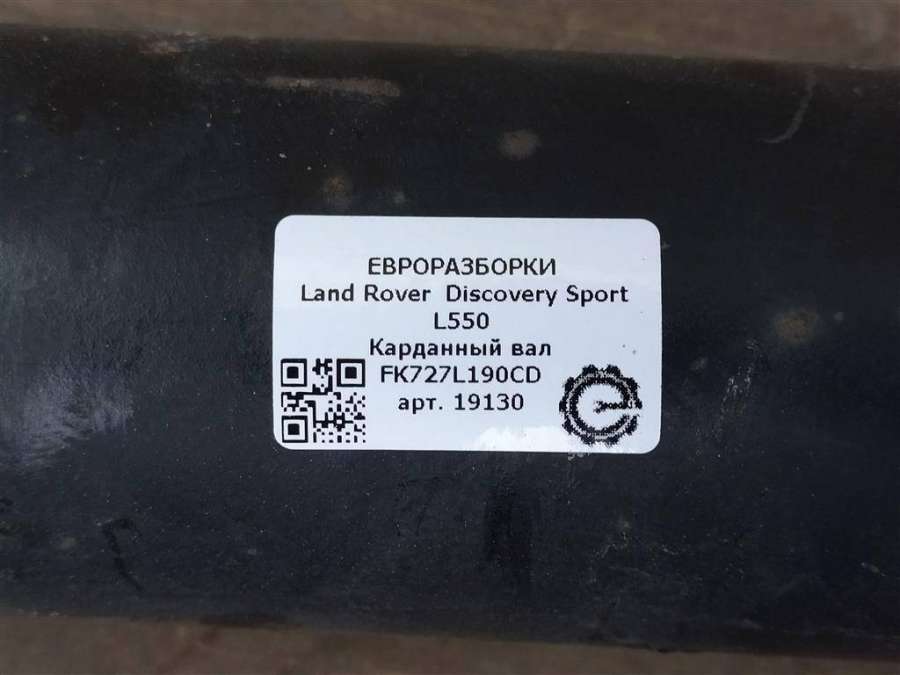 ЕВРОРАЗБОРКИ
Land Rover Discovery Sport
L550
Карданный вал
FK727L190CD
арт. 19130